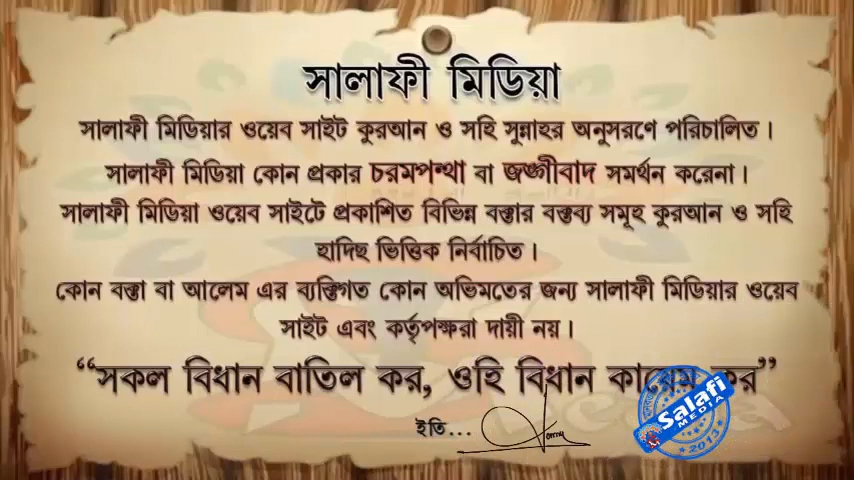 সালাফী মিডিয়া
সালাফী মিডিয়ার ওয়েব সাইট কুরআন ও সহি সুন্নাহর অনুসরণে পরিচালিত।
সালাফী মিডিয়া কোন প্রকার চরমপন্থা বা জঙ্গীবাদ সমর্থন করেনা।
সালাফী মিডিয়া ওয়েব সাইটে প্রকাশিত বিভিন্ন বক্তার বক্তব্য সমূহ কুরআন ও সহি
হাদিছ ভিত্তিক নির্বাচিত।
কোন বক্তা বা আলেম এর ব্যক্তিগত কোন অভিমতের জন্য সালাফী মিডিয়ার ওয়েব
সাইট এবং কর্তৃপক্ষরা দায়ী নয়।
“সকল বিধান বাতিল কর, ওহি বিধান কায়েম কর”
ইতি...
Salafi
MEDIA
2013